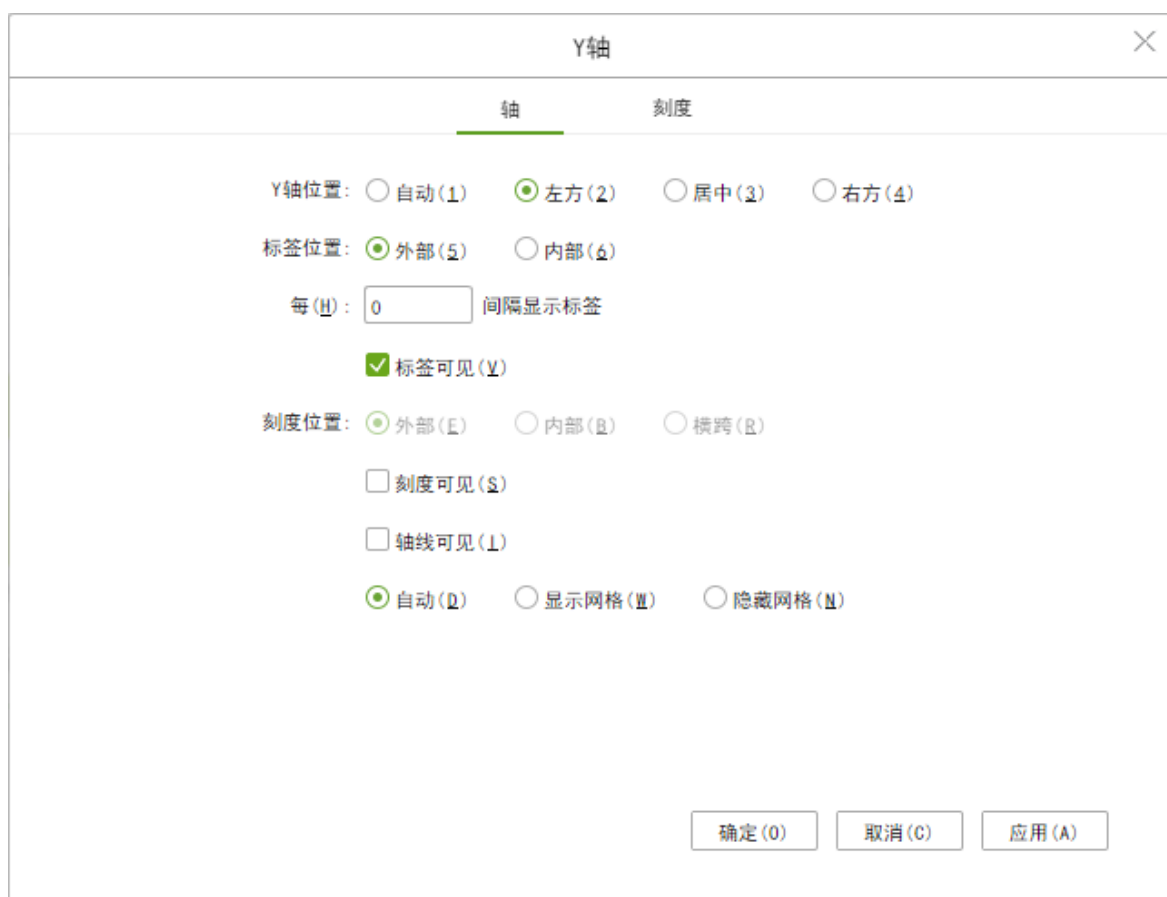 Y轴
轴 刻度
Y轴位置: 自动(1) 左方(2) 居中(3) 右方(4)
标签位置: 外部(5) 内部(6)
每(H): 0 间隔显示标签
标签可见(V)
刻度位置: 外部(E) 内部(B) 横跨(R)
刻度可见(S)
轴线可见(I)
自动(D) 显示网格(W) 隐藏网格(N)
确定(O) 取消(C) 应用(A)